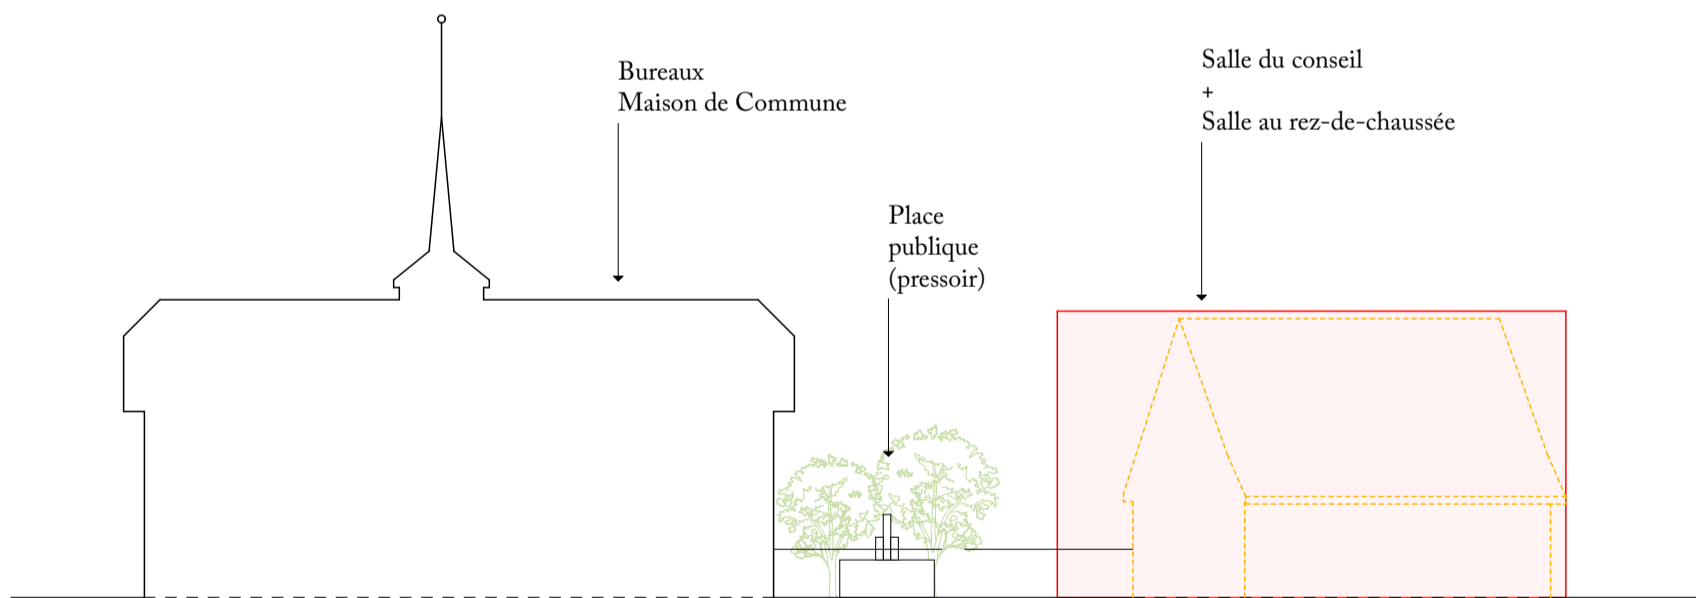 Bureaux
Maison de Commune
Place
publique
(pressoir)
Salle du conseil
+
Salle au rez-de-chaussée